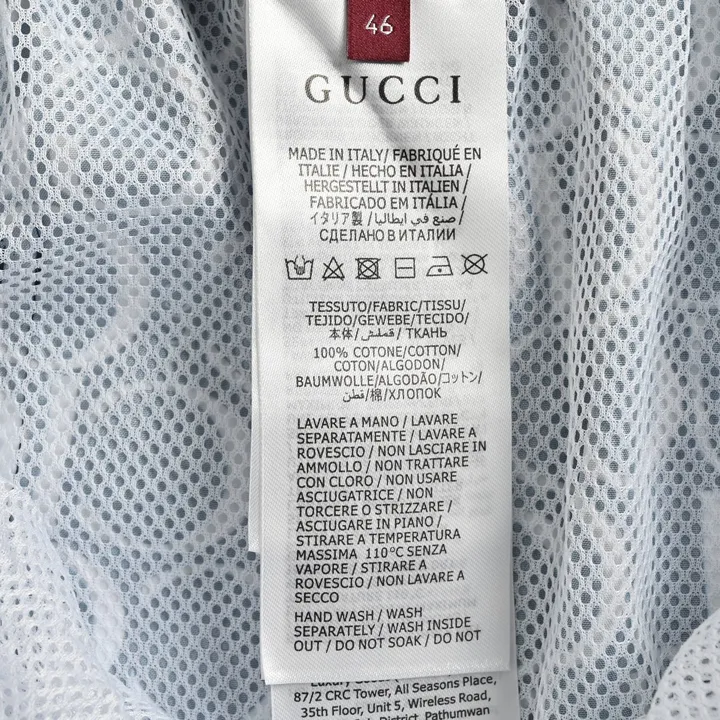 46
GUCCI
MADE IN ITALY/ FABRIQUÉ EN
ITALIE / HECHO EN ITALIA /
HERGESTELLT IN ITALIEN /
FABRICADO EM ITÁLIA /
イタリア製 / صنع في ايطاليا /
СДЕЛАНО В ИТАЛИИ
TESSUTO/FABRIC/TISSU/
TEJIDO/GEWEBE/TECIDO/
本体/ قماش / ТКАНЬ
100% COTONE/COTTON/
COTON/ALGODON/
BAUMWOLLE/ALGODÃO/コットン/
قطن/棉/ХЛОПОК
LAVARE A MANO / LAVARE
SEPARATAMENTE / LAVARE A
ROVESCIO / NON LASCIARE IN
AMMOLLO / NON TRATTARE
CON CLORO / NON USARE
ASCIUGATRICE / NON
TORCERE O STRIZZARE /
ASCIUGARE IN PIANO /
STIRARE A TEMPERATURA
MASSIMA 110°C SENZA
VAPORE / STIRARE A
ROVESCIO / NON LAVARE A
SECCO
HAND WASH / WASH
SEPARATELY / WASH INSIDE
OUT / DO NOT SOAK / DO NOT
87/2 CRC Tower, All Seasons Place,
35th Floor, Unit 5, Wireless Road,
Pathumwan